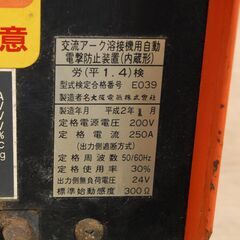 意
交流アーク溶接機用自動
電撃防止装置(内蔵形)
労(平1.4)検
型式検定合格番号 E039
製造者名 大阪電気株式会社
製造年月 平成2年1月
定格電源電圧 200V
定格電流 250A
(出力側遮断方式)
定格周波数 50/60Hz
定格使用率 30%
出力側無負荷電圧 24V
標準始動感度 300Ω
A
V
V
%
c
kg